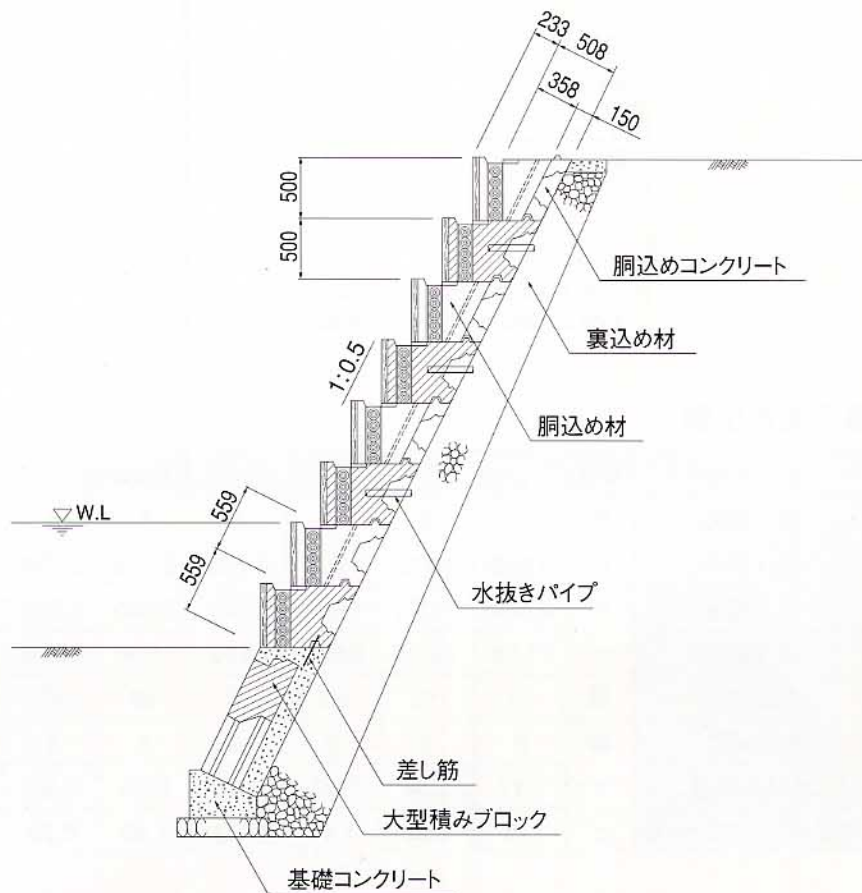 233
508
358
150
500
500
胴込めコンクリート
裏込め材
1:0.5
胴込め材
559
W.L
559
水抜きパイプ
差し筋
大型積みブロック
基礎コンクリート